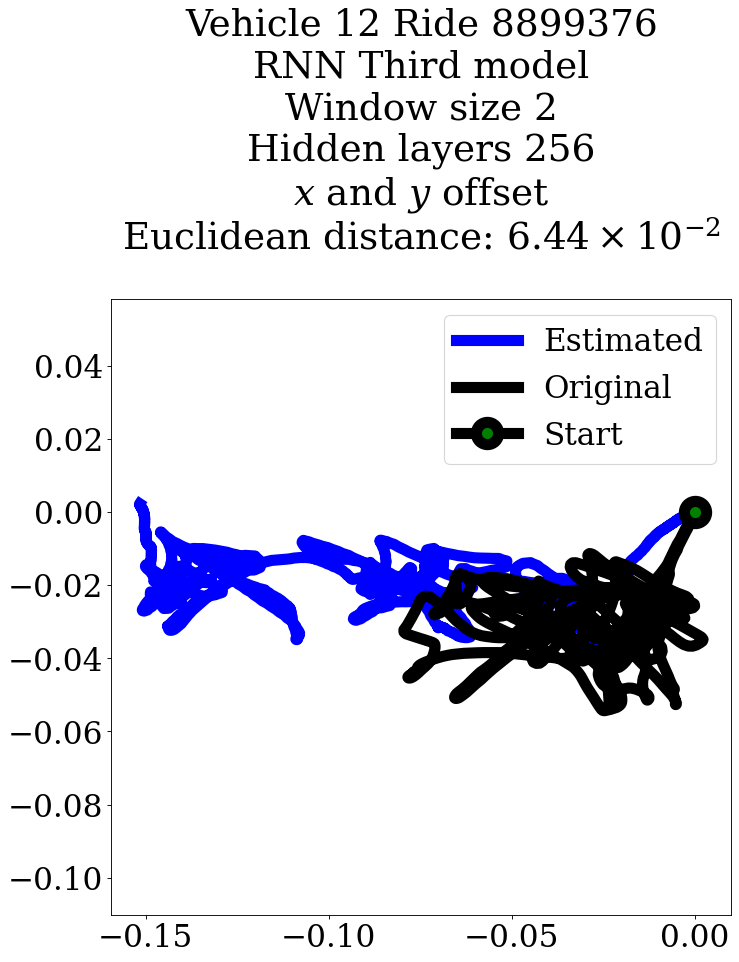 Vehicle 12 Ride 8899376
RNN Third model
Window size 2
Hidden layers 256
x and y offset
Euclidean distance: 6.44 × 10⁻²
Estimated
Original
Start
0.04
0.02
0.00
−0.02
−0.04
−0.06
−0.08
−0.10
−0.15 −0.10 −0.05 0.00